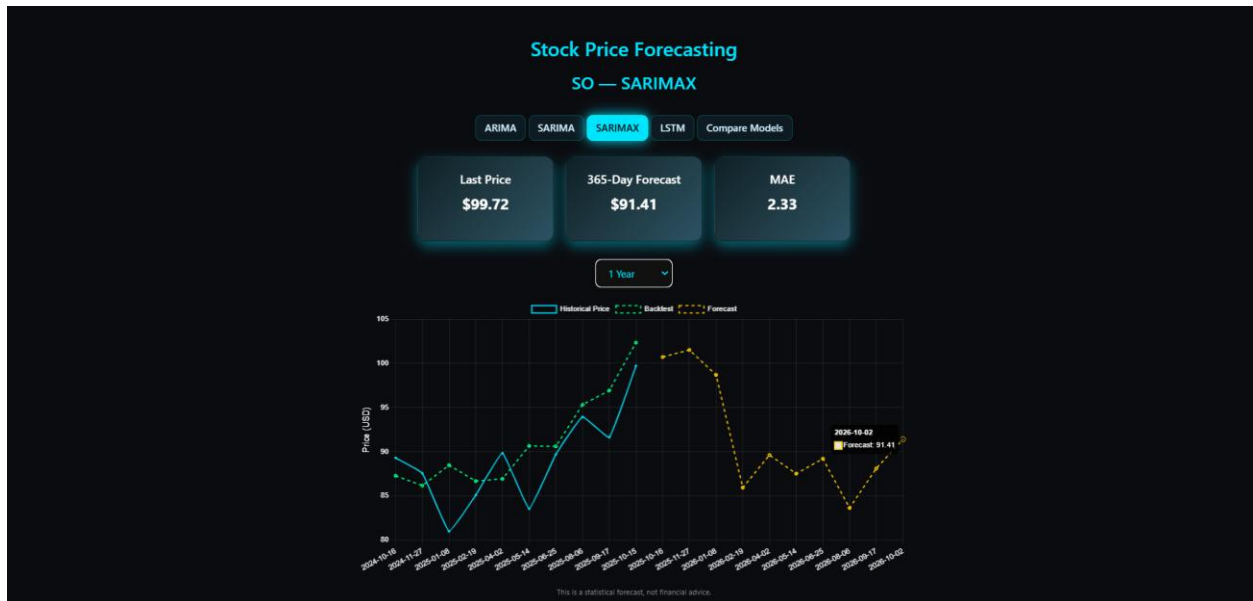 Stock Price Forecasting
SO — SARIMAX
ARIMA SARIMA SARIMAX LSTM Compare Models
Last Price 365-Day Forecast MAE
$99.72 $91.41 2.33
1 Year
Historical Price Backtest Forecast
105
100
95
90
85
80
Price (USD)
2026-10-02
Forecast: 91.41
2024-10-16 2024-11-27 2025-01-08 2025-02-19 2025-04-02 2025-05-14 2025-06-25 2025-08-06 2025-09-17 2025-10-15 2025-10-16 2025-11-27 2026-01-08 2026-02-19 2026-04-02 2026-05-14 2026-06-25 2026-08-06 2026-09-17 2026-10-02
This is a statistical forecast, not financial advice.